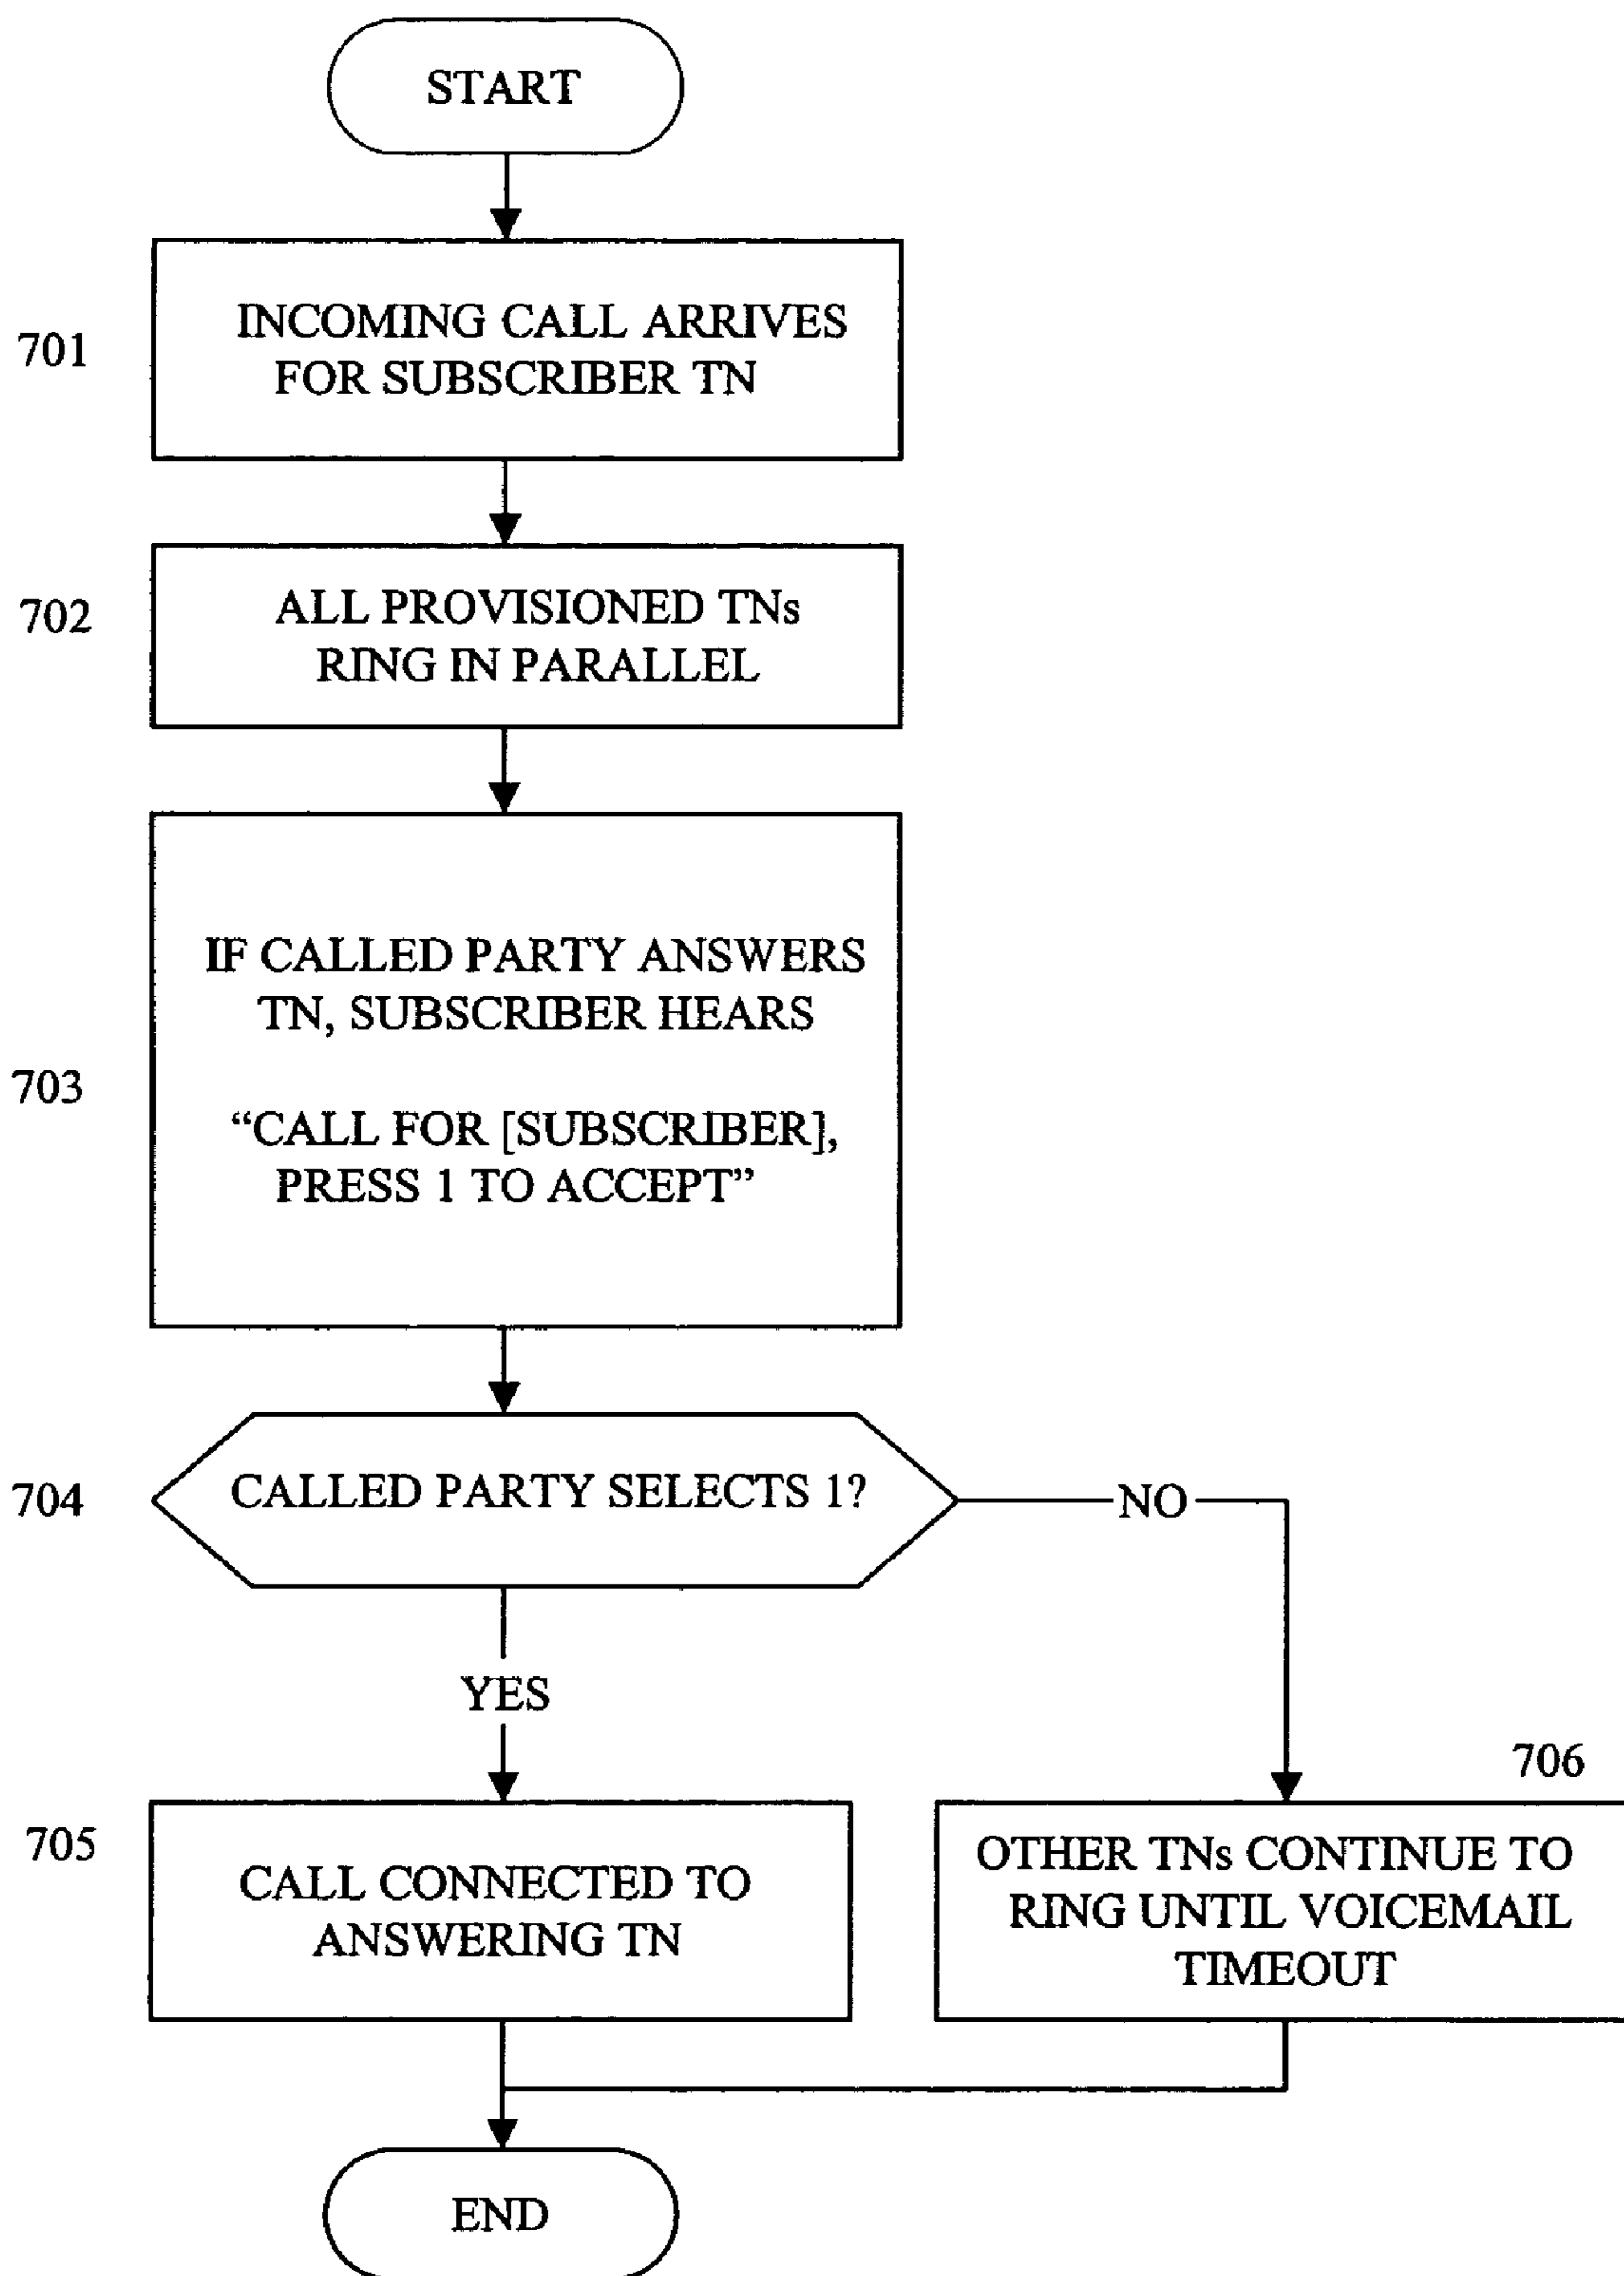 START
701
INCOMING CALL ARRIVES
FOR SUBSCRIBER TN
702
ALL PROVISIONED TNs
RING IN PARALLEL
703
IF CALLED PARTY ANSWERS
TN, SUBSCRIBER HEARS
“CALL FOR [SUBSCRIBER],
PRESS 1 TO ACCEPT”
704
CALLED PARTY SELECTS 1?
NO
YES
705
CALL CONNECTED TO
ANSWERING TN
706
OTHER TNs CONTINUE TO
RING UNTIL VOICEMAIL
TIMEOUT
END